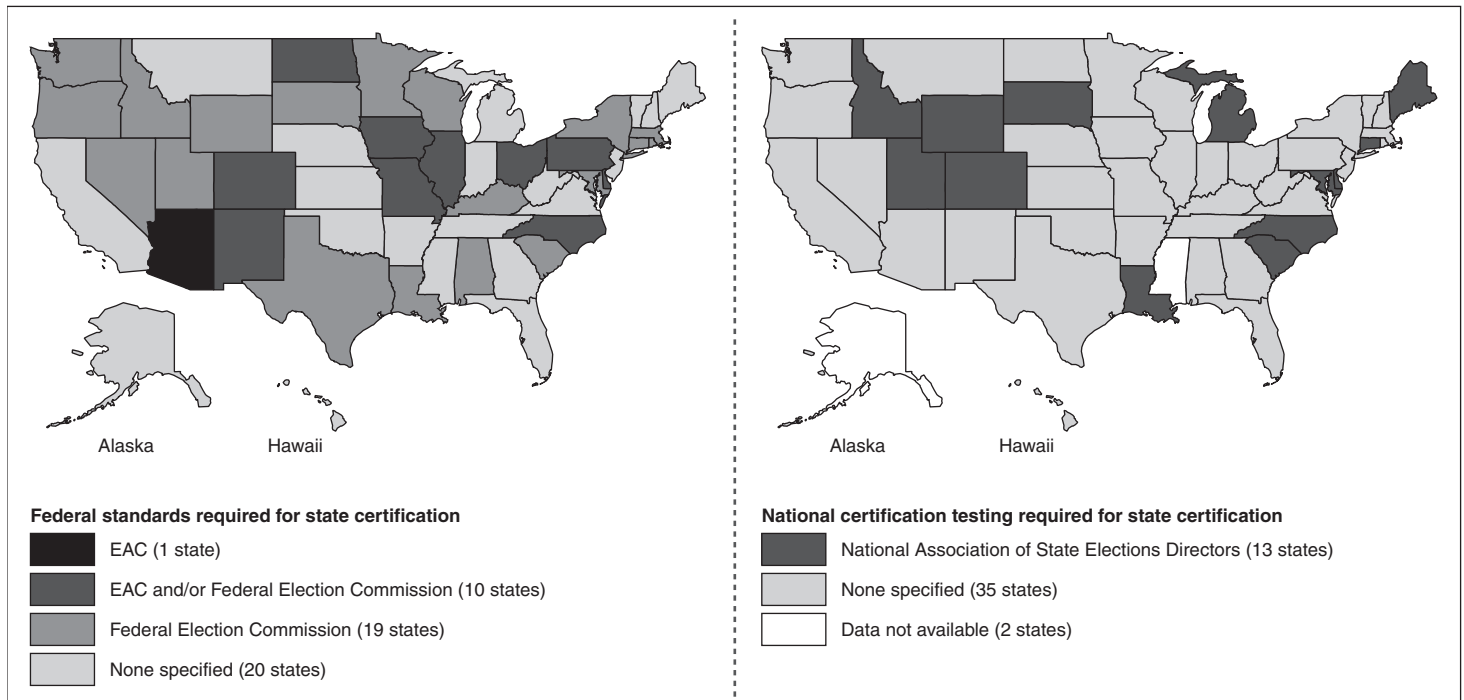 Alaska
Hawaii
Federal standards required for state certification
EAC (1 state)
EAC and/or Federal Election Commission (10 states)
Federal Election Commission (19 states)
None specified (20 states)
Alaska
Hawaii
National certification testing required for state certification
National Association of State Elections Directors (13 states)
None specified (35 states)
Data not available (2 states)